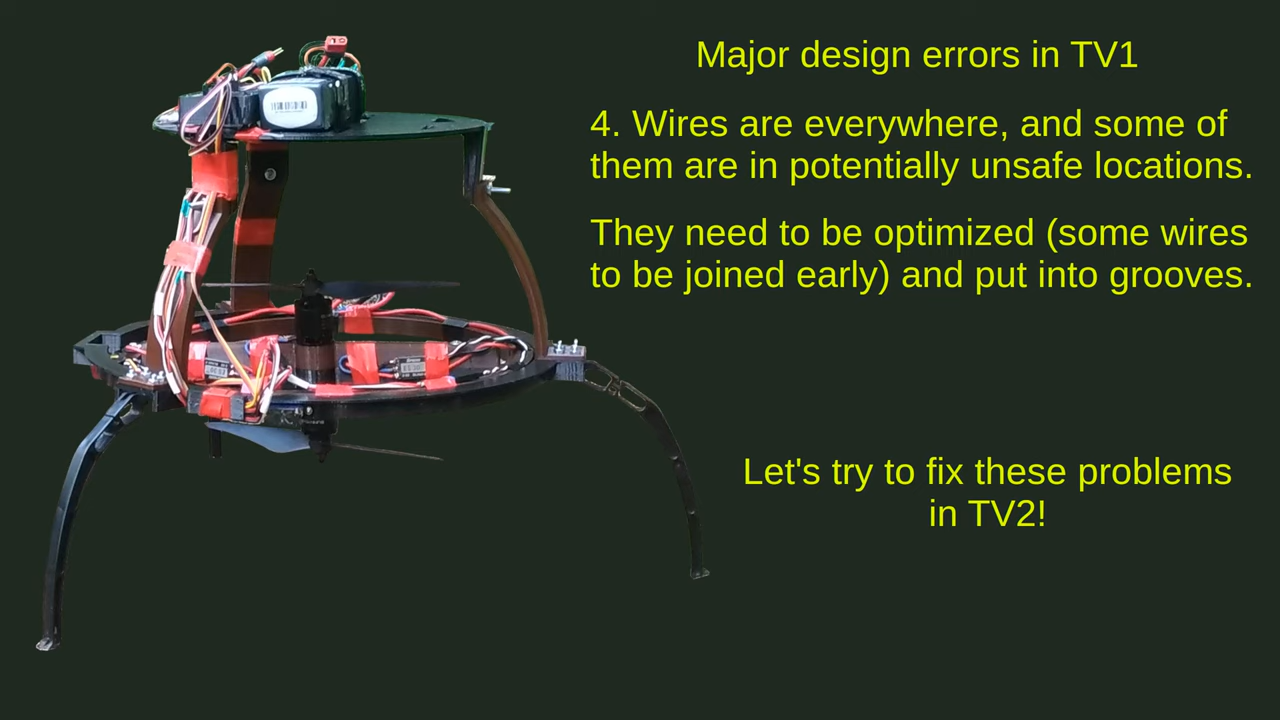 Major design errors in TV1
4. Wires are everywhere, and some of
them are in potentially unsafe locations.
They need to be optimized (some wires
to be joined early) and put into grooves.
Let's try to fix these problems
in TV2!